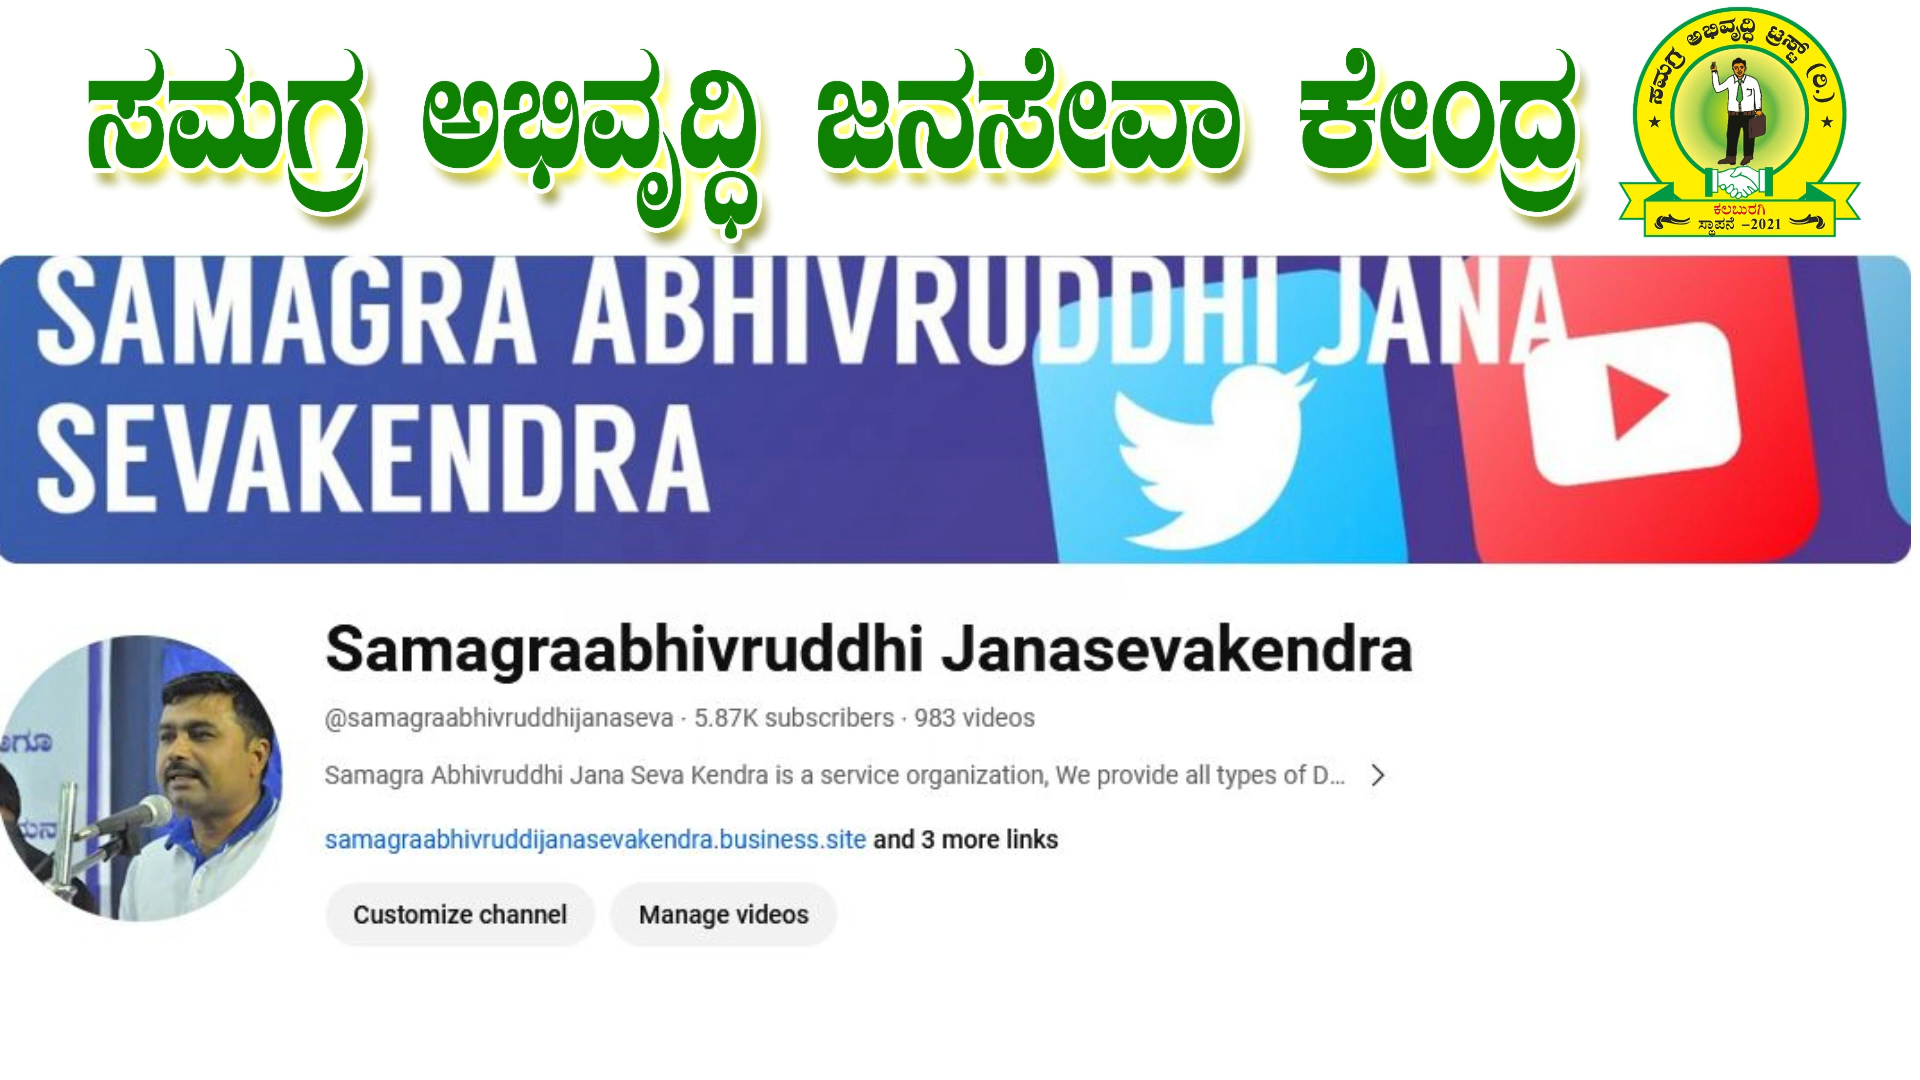 ಸಮಗ್ರ ಅಭಿವೃದ್ಧಿ ಜನಸೇವಾ ಕೇಂದ್ರ
ಸಮಗ್ರ ಅಭಿವೃದ್ಧಿ ಟ್ರಸ್ಟ್ (ರಿ.)
ಕಲಬುರಗಿ
ಸ್ಥಾಪನೆ -2021
SAMAGRA ABHIVRUDDHI JANA
SEVAKENDRA
Samagraabhivruddhi Janasevakendra
@samagraabhivruddhijanaseva · 5.87K subscribers · 983 videos
Samagra Abhivruddhi Jana Seva Kendra is a service organization, We provide all types of D...
samagraabhivruddijanasevakendra.business.site and 3 more links
Customize channel Manage videos